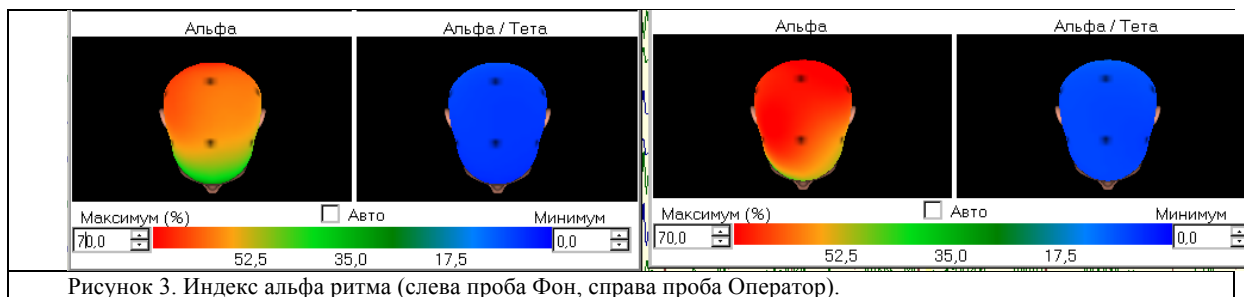 Альфа
Альфа / Тета
Альфа
Альфа / Тета
Максимум (%)
Авто
Минимум
70,0
0,0
52,5 35,0 17,5
Максимум (%)
Авто
Минимум
70,0
0,0
52,5 35,0 17,5
Рисунок 3. Индекс альфа ритма (слева проба Фон, справа проба Оператор).